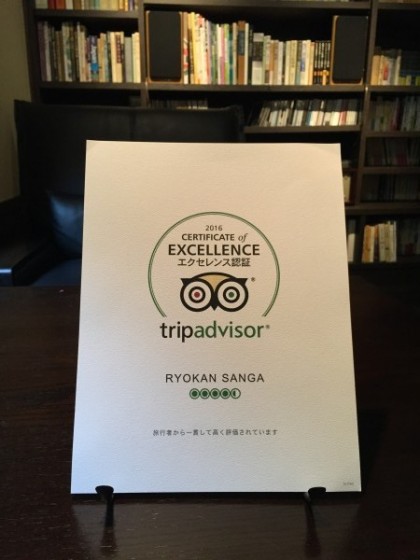 2016
CERTIFICATE of
EXCELLENCE
エクセレンス認証
tripadvisor®
RYOKAN SANGA
旅行者から一貫して高く評価されています